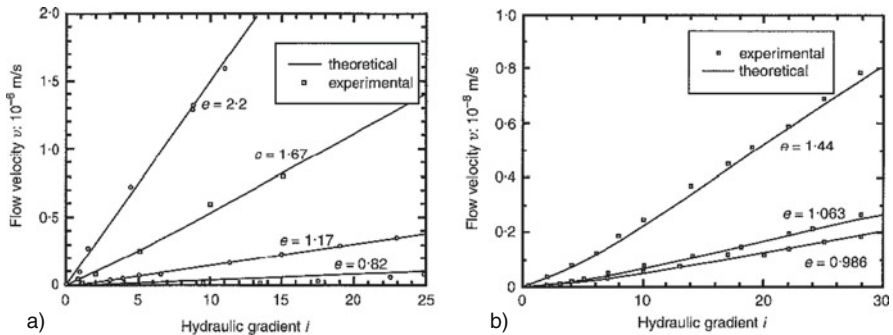 2·0
1·5
1·0
0·5
0
0
5
10
15
20
25
Flow velocity v: 10⁻⁶ m/s
Hydraulic gradient i
theoretical
experimental
e = 2·2
e = 1·67
e = 1·17
e = 0·82
a)
1·0
0·8
0·6
0·4
0·2
0
0
10
20
30
Flow velocity v: 10⁻⁸ m/s
Hydraulic gradient i
experimental
theoretical
e = 1·44
e = 1·063
e = 0·986
b)